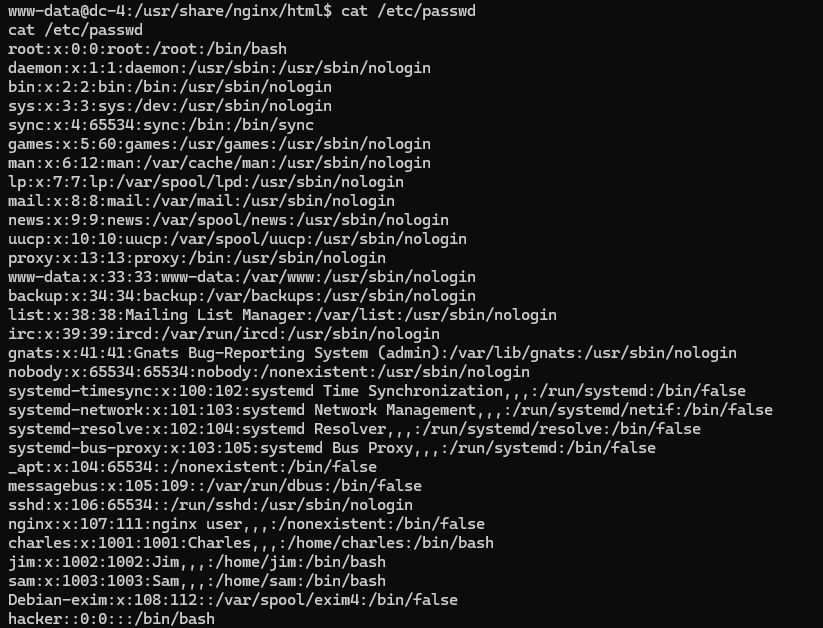 www-data@dc-4:/usr/share/nginx/html$ cat /etc/passwd
cat /etc/passwd
root:x:0:0:root:/root:/bin/bash
daemon:x:1:1:daemon:/usr/sbin:/usr/sbin/nologin
bin:x:2:2:bin:/bin:/usr/sbin/nologin
sys:x:3:3:sys:/dev:/usr/sbin/nologin
sync:x:4:65534:sync:/bin:/bin/sync
games:x:5:60:games:/usr/games:/usr/sbin/nologin
man:x:6:12:man:/var/cache/man:/usr/sbin/nologin
lp:x:7:7:lp:/var/spool/lpd:/usr/sbin/nologin
mail:x:8:8:mail:/var/mail:/usr/sbin/nologin
news:x:9:9:news:/var/spool/news:/usr/sbin/nologin
uucp:x:10:10:uucp:/var/spool/uucp:/usr/sbin/nologin
proxy:x:13:13:proxy:/bin:/usr/sbin/nologin
www-data:x:33:33:www-data:/var/www:/usr/sbin/nologin
backup:x:34:34:backup:/var/backups:/usr/sbin/nologin
list:x:38:38:Mailing List Manager:/var/list:/usr/sbin/nologin
irc:x:39:39:ircd:/var/run/ircd:/usr/sbin/nologin
gnats:x:41:41:Gnats Bug-Reporting System (admin):/var/lib/gnats:/usr/sbin/nologin
nobody:x:65534:65534:nobody:/nonexistent:/usr/sbin/nologin
systemd-timesync:x:100:102:systemd Time Synchronization,,,:/run/systemd:/bin/false
systemd-network:x:101:103:systemd Network Management,,,:/run/systemd/netif:/bin/false
systemd-resolve:x:102:104:systemd Resolver,,,:/run/systemd/resolve:/bin/false
systemd-bus-proxy:x:103:105:systemd Bus Proxy,,,:/run/systemd:/bin/false
_apt:x:104:65534::/nonexistent:/bin/false
messagebus:x:105:109::/var/run/dbus:/bin/false
sshd:x:106:65534::/run/sshd:/usr/sbin/nologin
nginx:x:107:111:nginx user,,,:/nonexistent:/bin/false
charles:x:1001:1001:Charles,,,:/home/charles:/bin/bash
jim:x:1002:1002:Jim,,,:/home/jim:/bin/bash
sam:x:1003:1003:Sam,,,:/home/sam:/bin/bash
Debian-exim:x:108:112::/var/spool/exim4:/bin/false
hacker::0:0:::/bin/bash